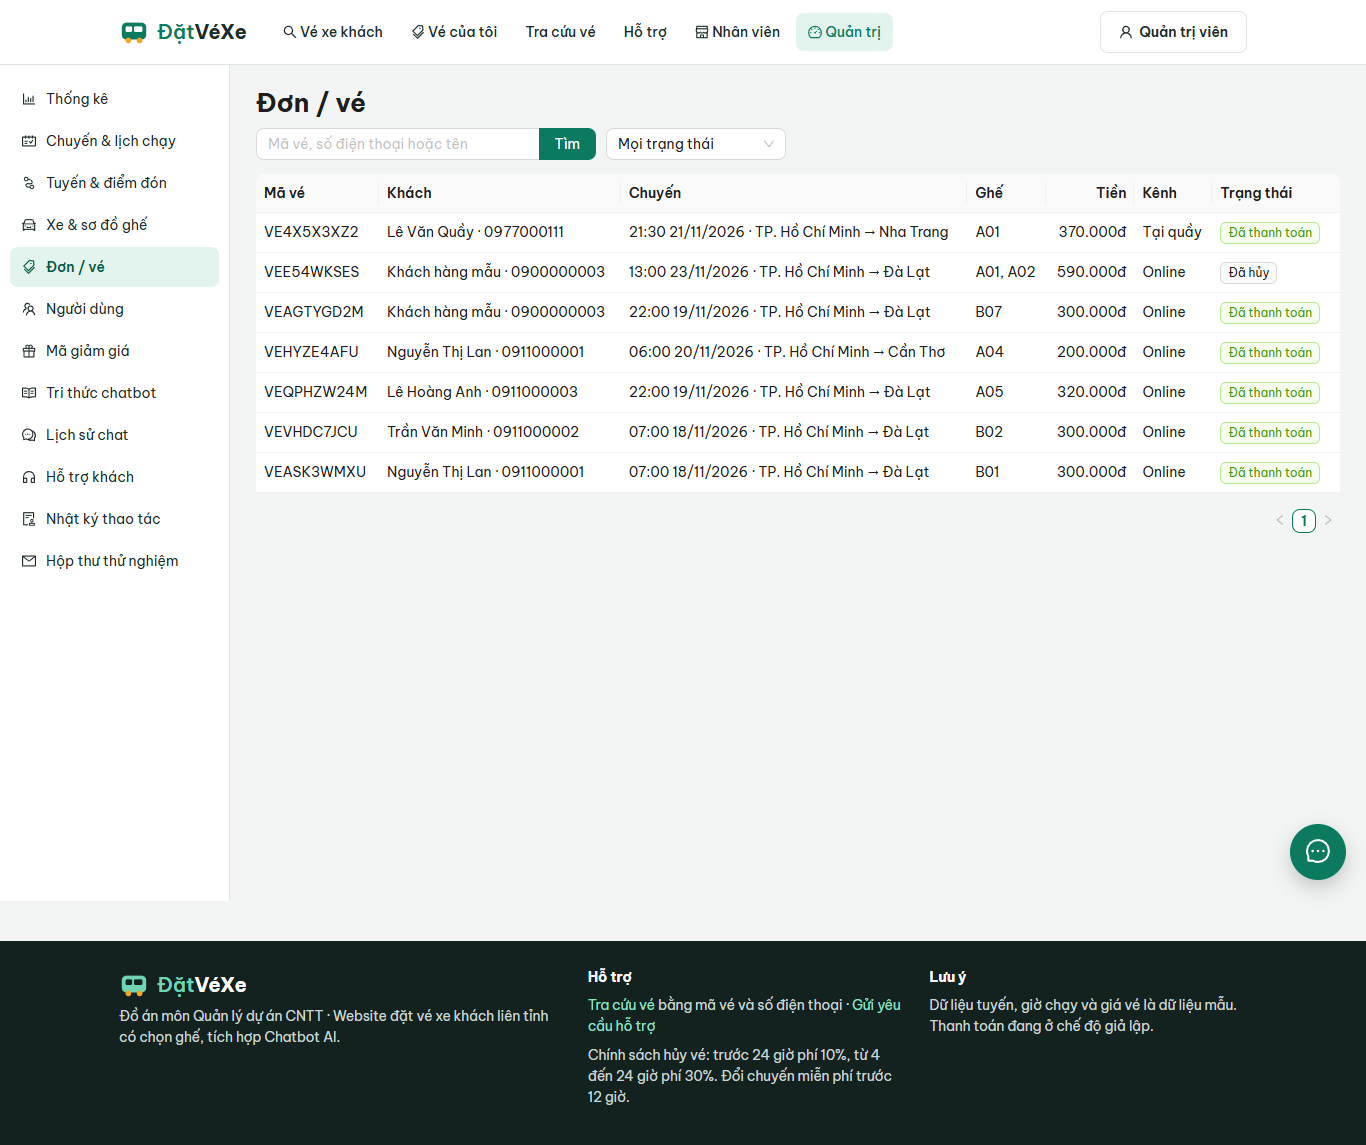 ĐặtVéXe
Vé xe khách
Vé của tôi
Tra cứu vé
Hỗ trợ
Nhân viên
Quản trị
Quản trị viên
Thống kê
Chuyến & lịch chạy
Tuyến & điểm đón
Xe & sơ đồ ghế
Đơn / vé
Người dùng
Mã giảm giá
Tri thức chatbot
Lịch sử chat
Hỗ trợ khách
Nhật ký thao tác
Hộp thư thử nghiệm
Đơn / vé
Mã vé, số điện thoại hoặc tên
Tìm
Mọi trạng thái
Mã vé Khách Chuyến Ghế Tiền Kênh Trạng thái
VE4X5X3XZ2 Lê Văn Quầy · 0977000111 21:30 21/11/2026 · TP. Hồ Chí Minh → Nha Trang A01 370.000đ Tại quầy Đã thanh toán
VEE54WKSES Khách hàng mẫu · 0900000003 13:00 23/11/2026 · TP. Hồ Chí Minh → Đà Lạt A01, A02 590.000đ Online Đã hủy
VEAGTYGD2M Khách hàng mẫu · 0900000003 22:00 19/11/2026 · TP. Hồ Chí Minh → Đà Lạt B07 300.000đ Online Đã thanh toán
VEHYZE4AFU Nguyễn Thị Lan · 0911000001 06:00 20/11/2026 · TP. Hồ Chí Minh → Cần Thơ A04 200.000đ Online Đã thanh toán
VEQPHZW24M Lê Hoàng Anh · 0911000003 22:00 19/11/2026 · TP. Hồ Chí Minh → Đà Lạt A05 320.000đ Online Đã thanh toán
VEVHDC7JCU Trần Văn Minh · 0911000002 07:00 18/11/2026 · TP. Hồ Chí Minh → Đà Lạt B02 300.000đ Online Đã thanh toán
VEASK3WMXU Nguyễn Thị Lan · 0911000001 07:00 18/11/2026 · TP. Hồ Chí Minh → Đà Lạt B01 300.000đ Online Đã thanh toán
< 1 >
ĐặtVéXe
Đồ án môn Quản lý dự án CNTT · Website đặt vé xe khách liên tỉnh
có chọn ghế, tích hợp Chatbot AI.
Hỗ trợ
Tra cứu vé bằng mã vé và số điện thoại · Gửi yêu
cầu hỗ trợ
Chính sách hủy vé: trước 24 giờ phí 10%, từ 4
đến 24 giờ phí 30%. Đổi chuyến miễn phí trước
12 giờ.
Lưu ý
Dữ liệu tuyến, giờ chạy và giá vé là dữ liệu mẫu.
Thanh toán đang ở chế độ giả lập.